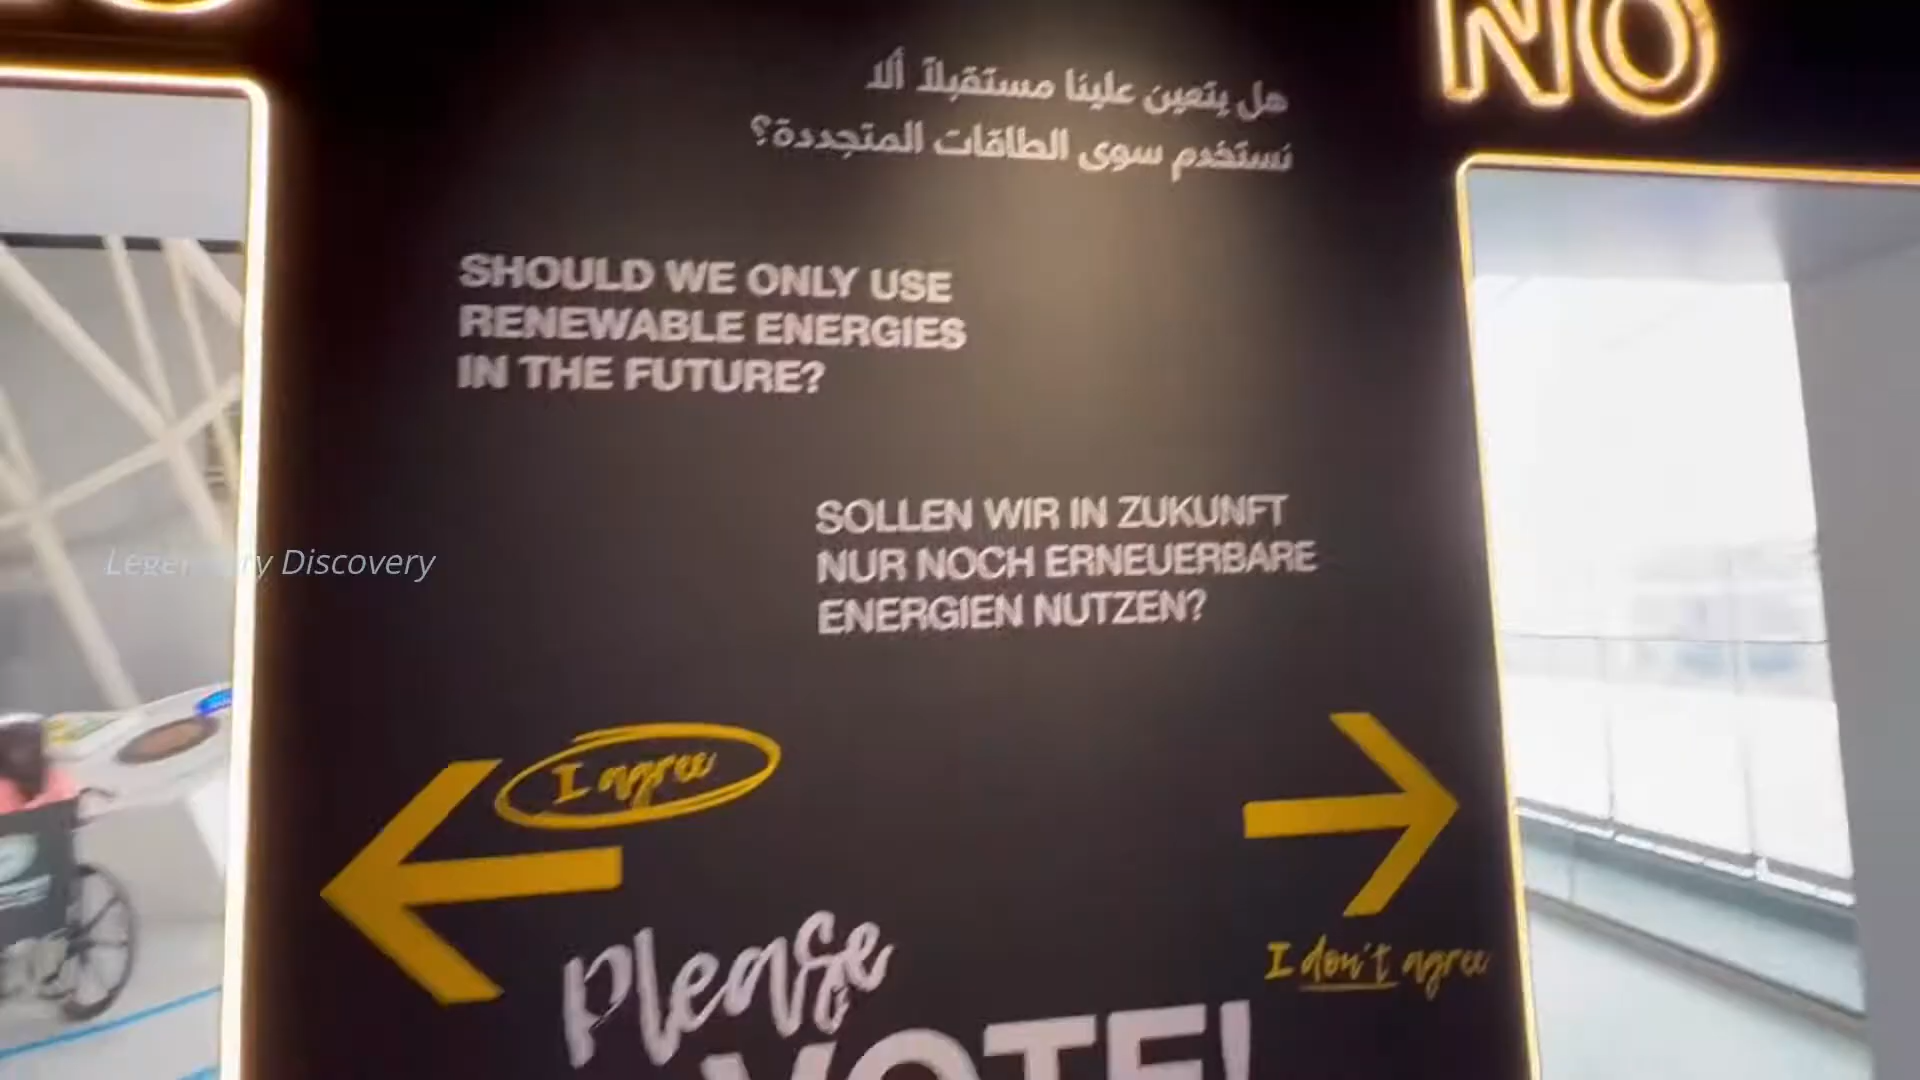 NO
هل يتعين علينا مستقبلاً ألا
نستخدم سوى الطاقات المتجددة؟
SHOULD WE ONLY USE
RENEWABLE ENERGIES
IN THE FUTURE?
SOLLEN WIR IN ZUKUNFT
NUR NOCH ERNEUERBARE
ENERGIEN NUTZEN?
Legendary Discovery
I agree
I don't agree
Please
VOTE!